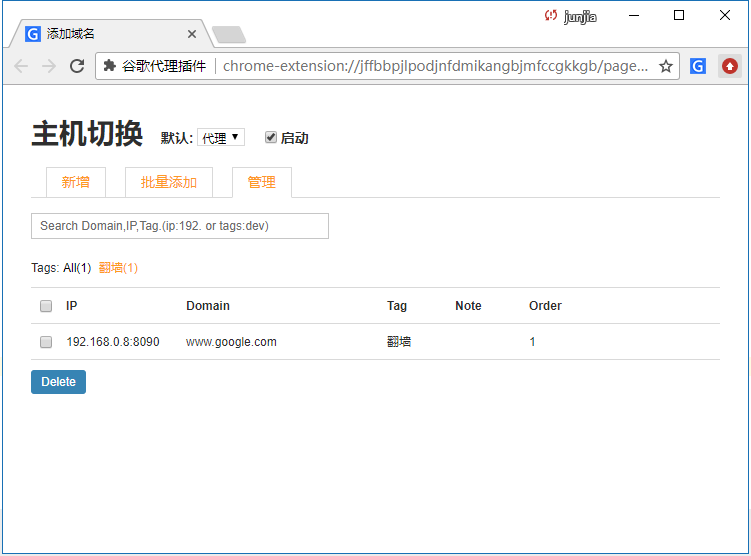 添加域名
junjia
谷歌代理插件 chrome-extension://jffbbpjlpodjnfdmikangbjmfccgkkgb/page...
主机切换 默认: 代理 启动
新增 批量添加 管理
Search Domain,IP,Tag.(ip:192. or tags:dev)
Tags: All(1) 翻墙(1)
IP Domain Tag Note Order
192.168.0.8:8090 www.google.com 翻墙 1
Delete